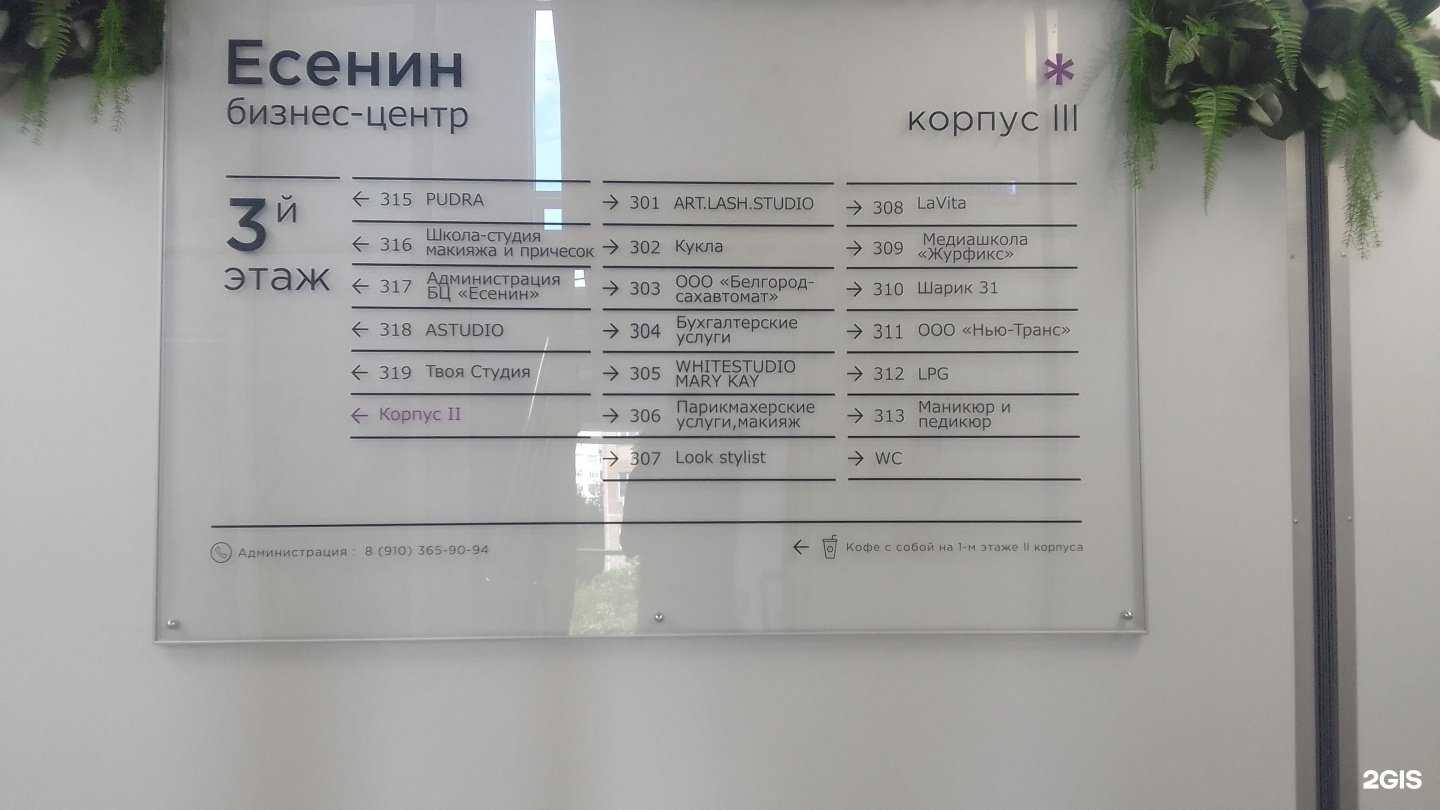 Есенин
бизнес-центр
*
корпус III
3й
этаж
← 315 PUDRA
← 316 Школа-студия
макияжа и причесок
← 317 Администрация
БЦ «Есенин»
← 318 ASTUDIO
← 319 Твоя Студия
← Корпус II
→ 301 ART.LASH.STUDIO
→ 302 Кукла
→ 303 ООО «Белгород-
сахавтомат»
→ 304 Бухгалтерские
услуги
→ 305 WHITESTUDIO
MARY KAY
→ 306 Парикмахерские
услуги,макияж
→ 307 Look stylist
→ 308 LaVita
→ 309 Медиашкола
«Журфикс»
→ 310 Шарик 31
→ 311 ООО «Нью-Транс»
→ 312 LPG
→ 313 Маникюр и
педикюр
→ WC
Администрация : 8 (910) 365-90-94
← Кофе с собой на 1-м этаже II корпуса
2GIS